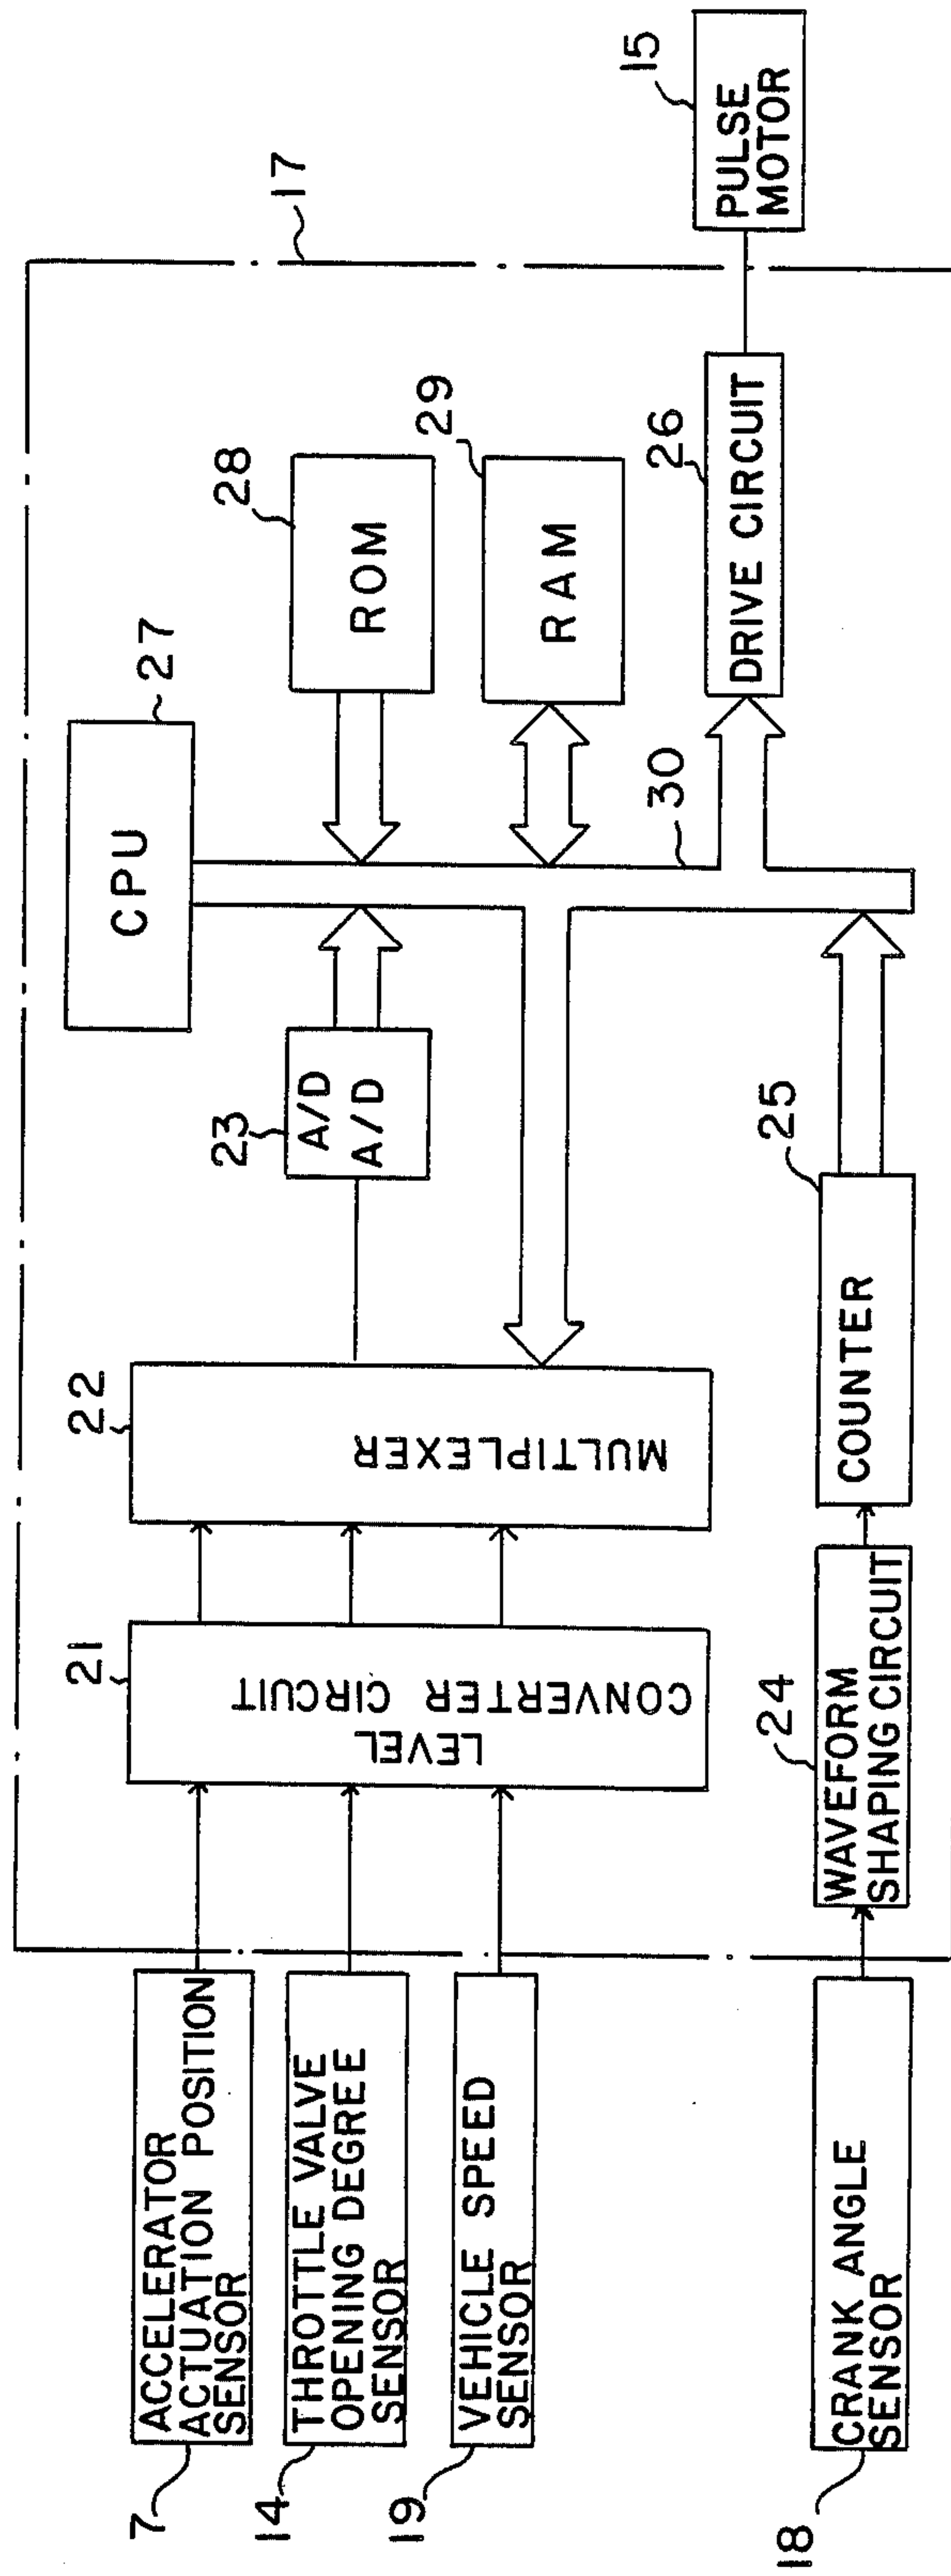 17
CPU
27
ROM
28
RAM
29
30
A/D
A/D
23
MULTIPLEXER
22
LEVEL
CONVERTER CIRCUIT
21
ACCELERATOR
ACTUATION POSITION
SENSOR
7
THROTTLE VALVE
OPENING DEGREE
SENSOR
14
VEHICLE SPEED
SENSOR
19
CRANK ANGLE
SENSOR
18
WAVEFORM
SHAPING CIRCUIT
24
COUNTER
25
DRIVE CIRCUIT
26
PULSE
MOTOR
15